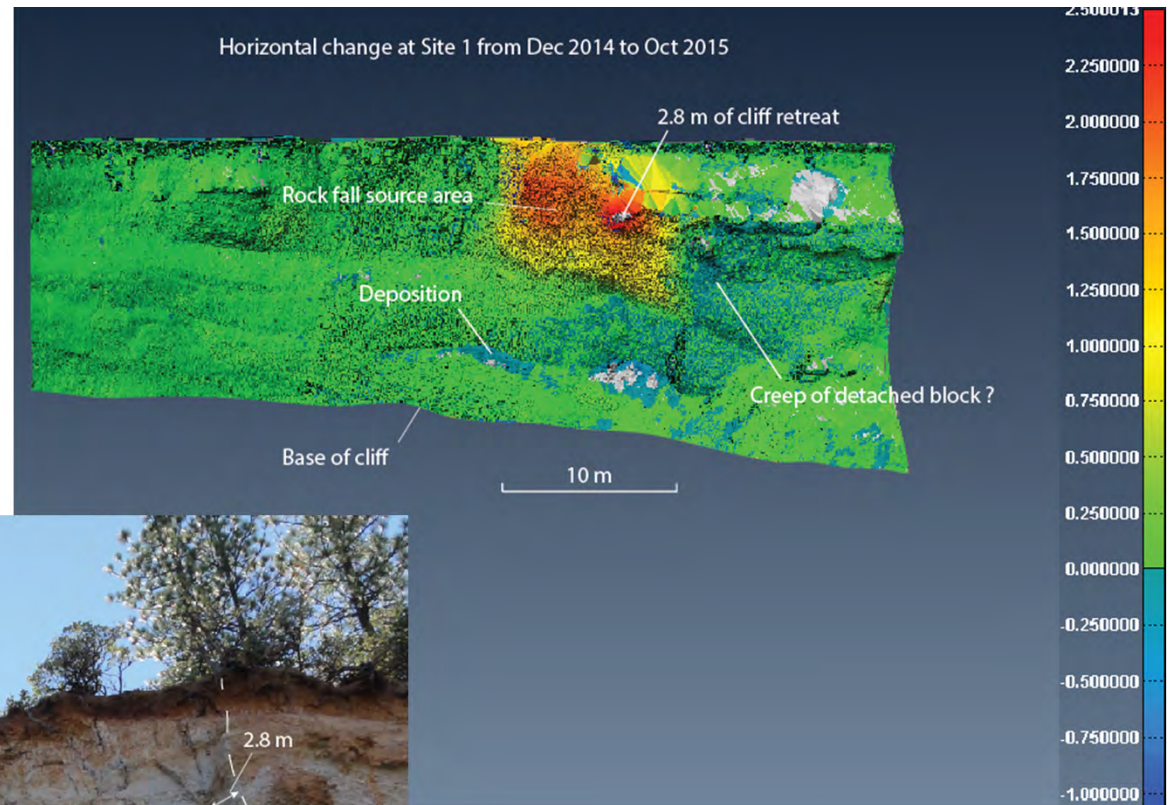 Horizontal change at Site 1 from Dec 2014 to Oct 2015
2.8 m of cliff retreat
Rock fall source area
Deposition
Creep of detached block ?
Base of cliff
10 m
2.8 m
2.500013
2.250000
2.000000
1.750000
1.500000
1.250000
1.000000
0.750000
0.500000
0.250000
0.000000
-0.250000
-0.500000
-0.750000
-1.000000